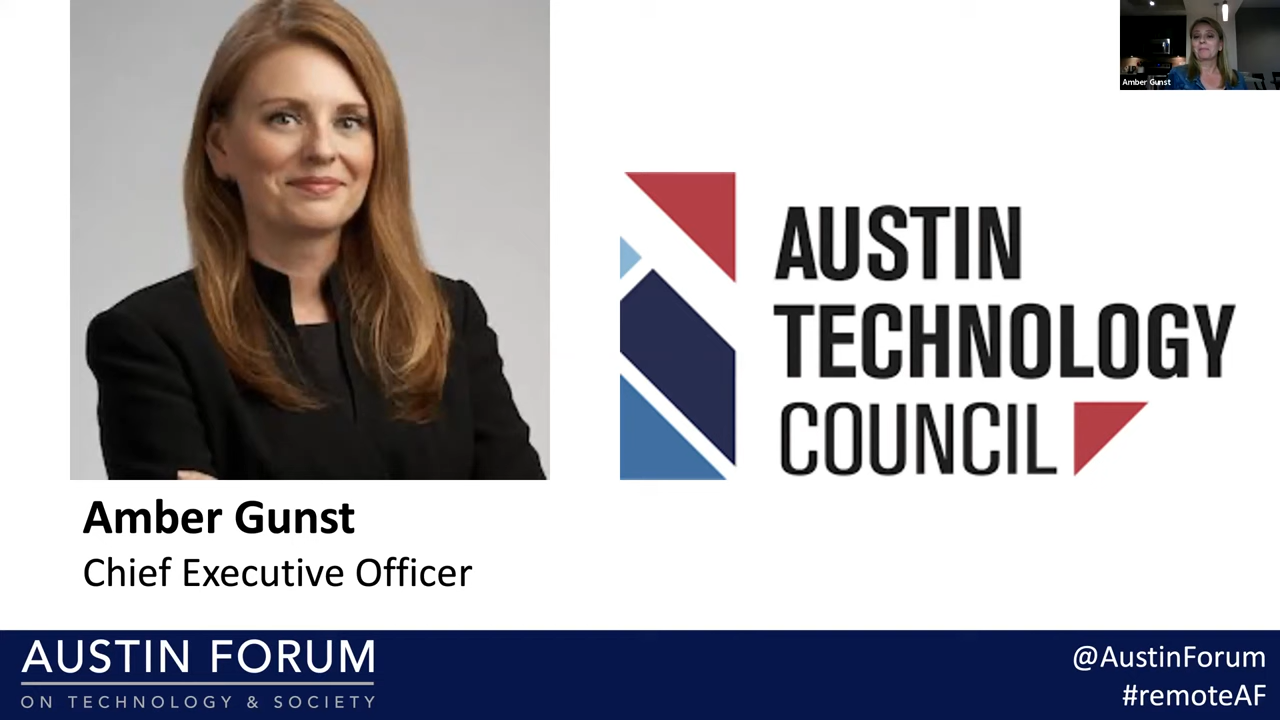 Amber Gunst
AUSTIN
TECHNOLOGY
COUNCIL
Amber Gunst
Chief Executive Officer
AUSTIN FORUM
ON TECHNOLOGY & SOCIETY
@AustinForum
#remoteAF